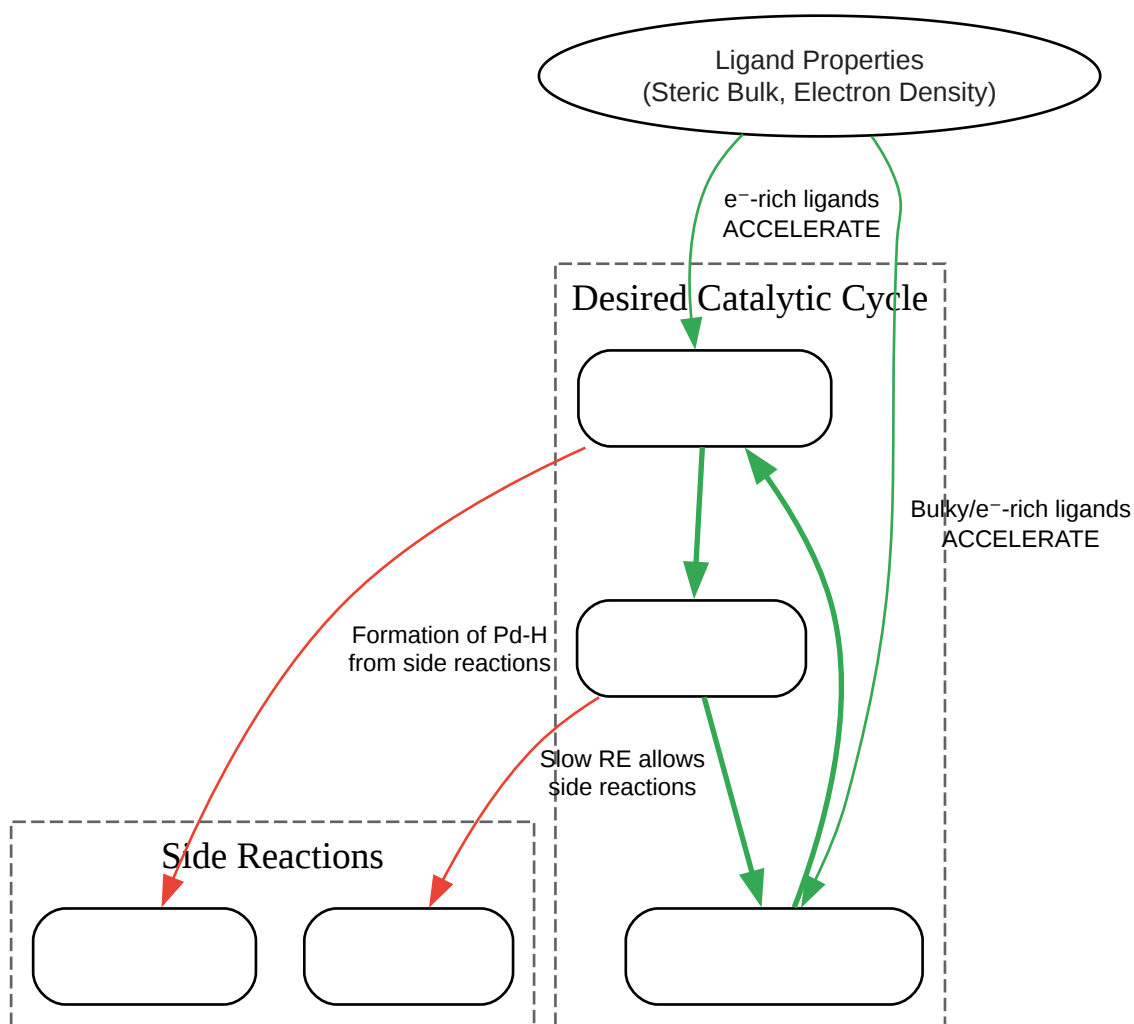 Ligand Properties
(Steric Bulk, Electron Density)
e⁻-rich ligands
ACCELERATE
Desired Catalytic Cycle
Bulky/e⁻-rich ligands
ACCELERATE
Formation of Pd-H
from side reactions
Slow RE allows
side reactions
Side Reactions